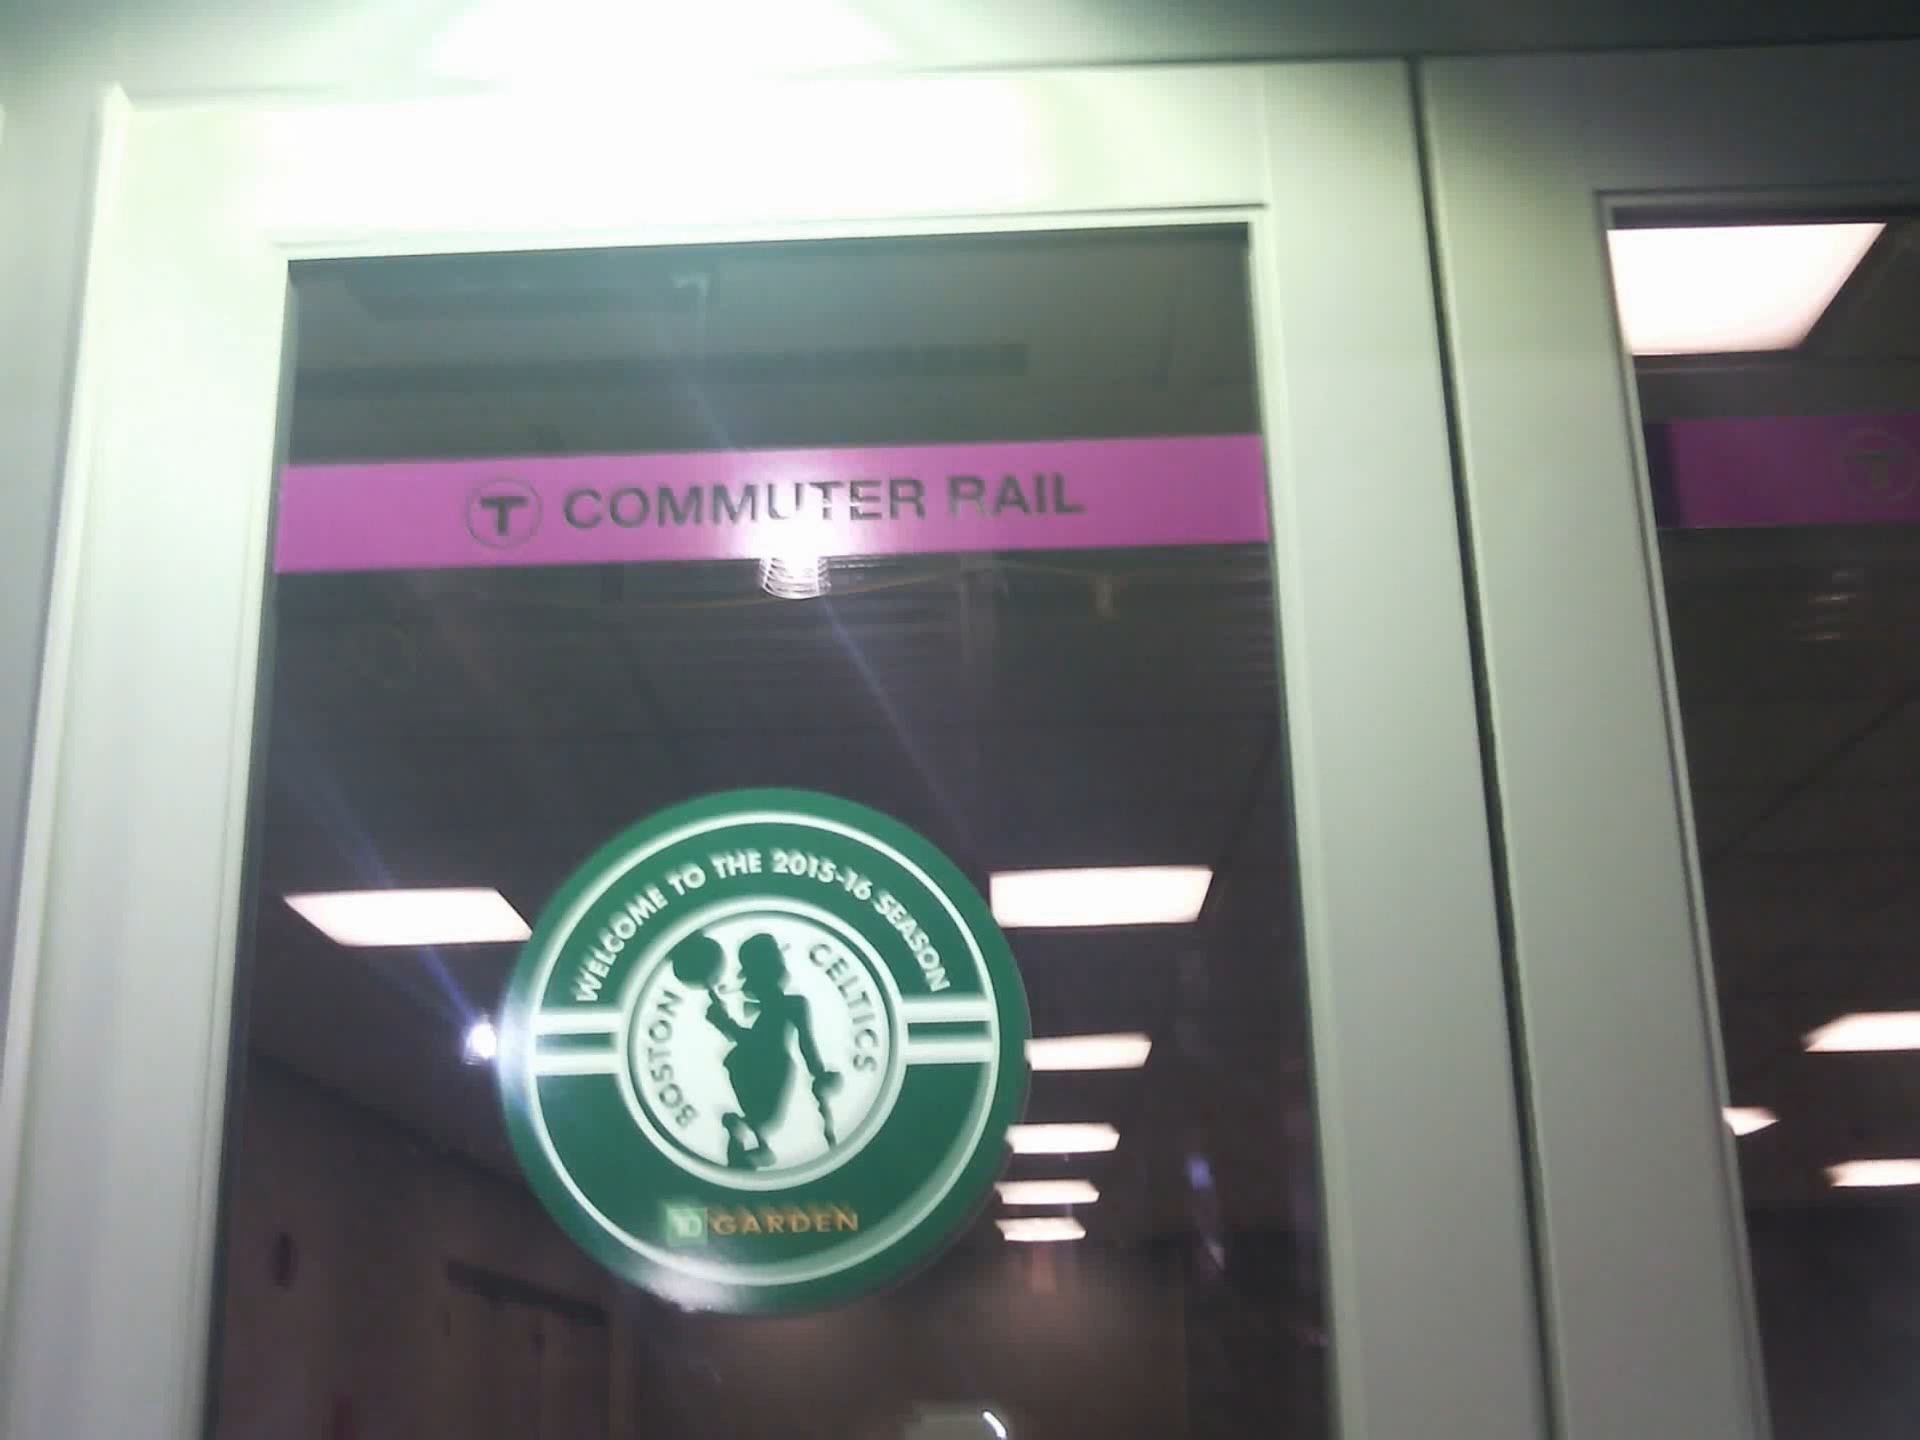 T COMMUTER RAIL
T
WELCOME TO THE 2015-16 SEASON
BOSTON CELTICS
TD GARDEN